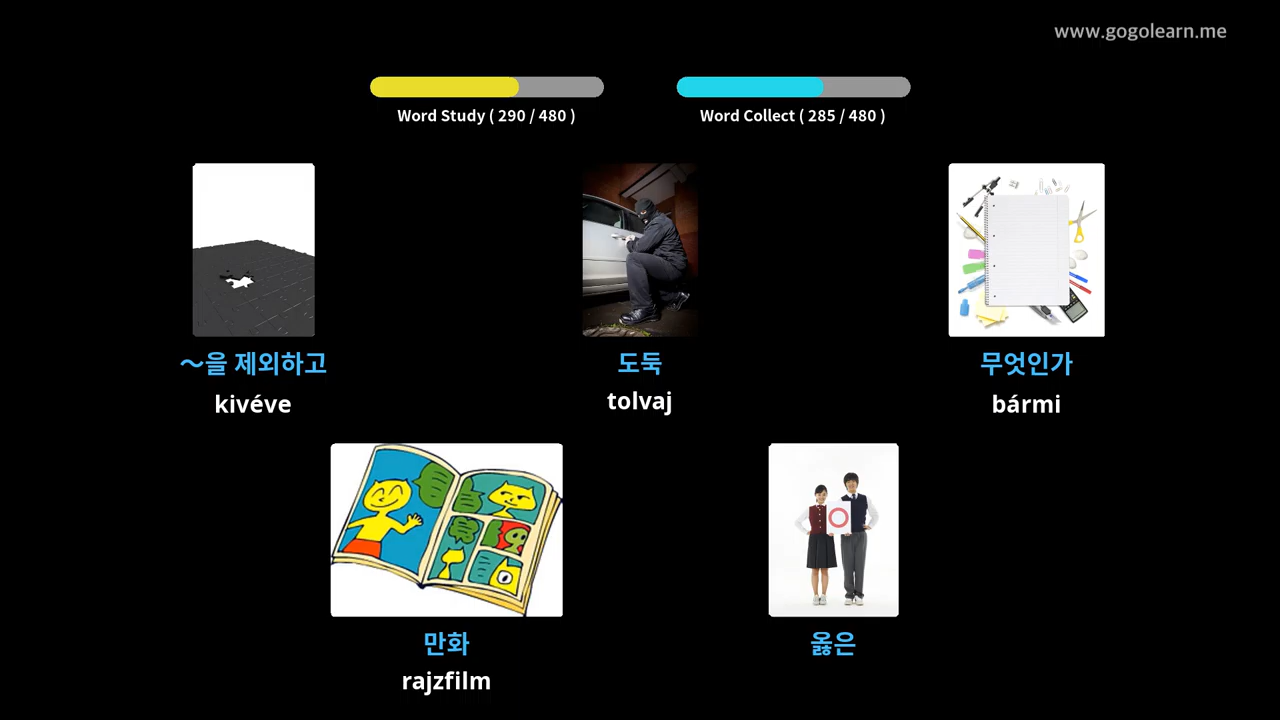 www.gogolearn.me
Word Study ( 290 / 480 )
Word Collect ( 285 / 480 )
～을 제외하고
kivéve
도둑
tolvaj
무엇인가
bármi
만화
rajzfilm
옳은